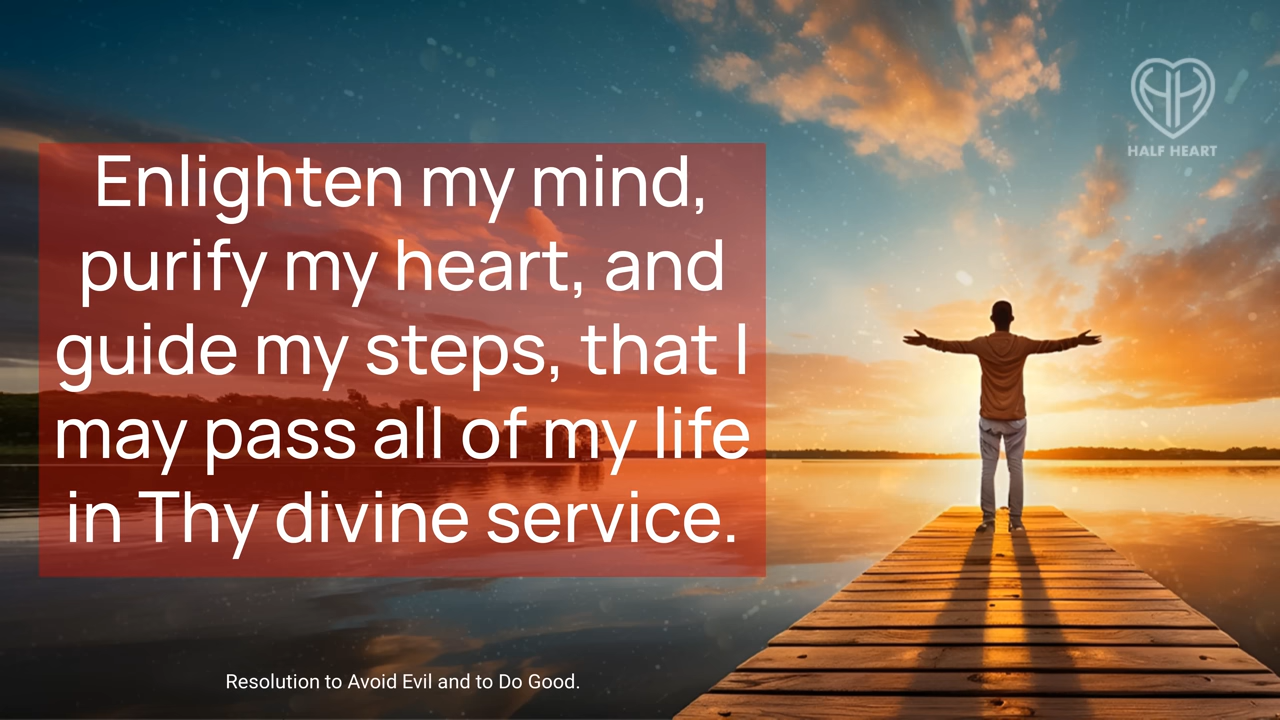 HALF HEART
Enlighten my mind,
purify my heart, and
guide my steps, that I
may pass all of my life
in Thy divine service.
Resolution to Avoid Evil and to Do Good.